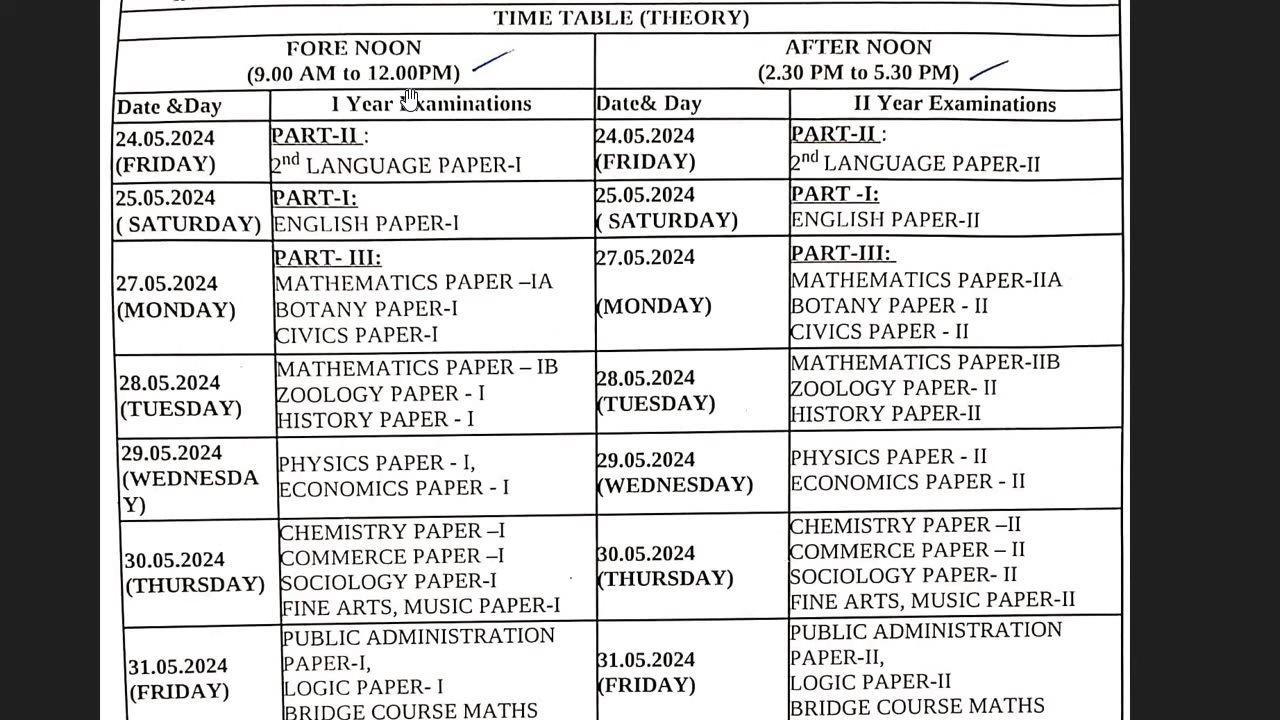 TIME TABLE (THEORY)
FORE NOON
(9.00 AM to 12.00PM)
AFTER NOON
(2.30 PM to 5.30 PM)
Date &Day
I Year Examinations
Date& Day
II Year Examinations
24.05.2024
(FRIDAY)
PART-II :
2nd LANGUAGE PAPER-I
24.05.2024
(FRIDAY)
PART-II :
2nd LANGUAGE PAPER-II
25.05.2024
( SATURDAY)
PART-I:
ENGLISH PAPER-I
25.05.2024
( SATURDAY)
PART -I:
ENGLISH PAPER-II
27.05.2024
(MONDAY)
PART- III:
MATHEMATICS PAPER –IA
BOTANY PAPER-I
CIVICS PAPER-I
27.05.2024
(MONDAY)
PART-III:
MATHEMATICS PAPER-IIA
BOTANY PAPER - II
CIVICS PAPER - II
28.05.2024
(TUESDAY)
MATHEMATICS PAPER – IB
ZOOLOGY PAPER - I
HISTORY PAPER - I
28.05.2024
(TUESDAY)
MATHEMATICS PAPER-IIB
ZOOLOGY PAPER- II
HISTORY PAPER-II
29.05.2024
(WEDNESDA
Y)
PHYSICS PAPER - I,
ECONOMICS PAPER - I
29.05.2024
(WEDNESDAY)
PHYSICS PAPER - II
ECONOMICS PAPER - II
30.05.2024
(THURSDAY)
CHEMISTRY PAPER –I
COMMERCE PAPER –I
SOCIOLOGY PAPER-I
FINE ARTS, MUSIC PAPER-I
30.05.2024
(THURSDAY)
CHEMISTRY PAPER –II
COMMERCE PAPER – II
SOCIOLOGY PAPER- II
FINE ARTS, MUSIC PAPER-II
31.05.2024
(FRIDAY)
PUBLIC ADMINISTRATION
PAPER-I,
LOGIC PAPER- I
BRIDGE COURSE MATHS
31.05.2024
(FRIDAY)
PUBLIC ADMINISTRATION
PAPER-II,
LOGIC PAPER-II
BRIDGE COURSE MATHS